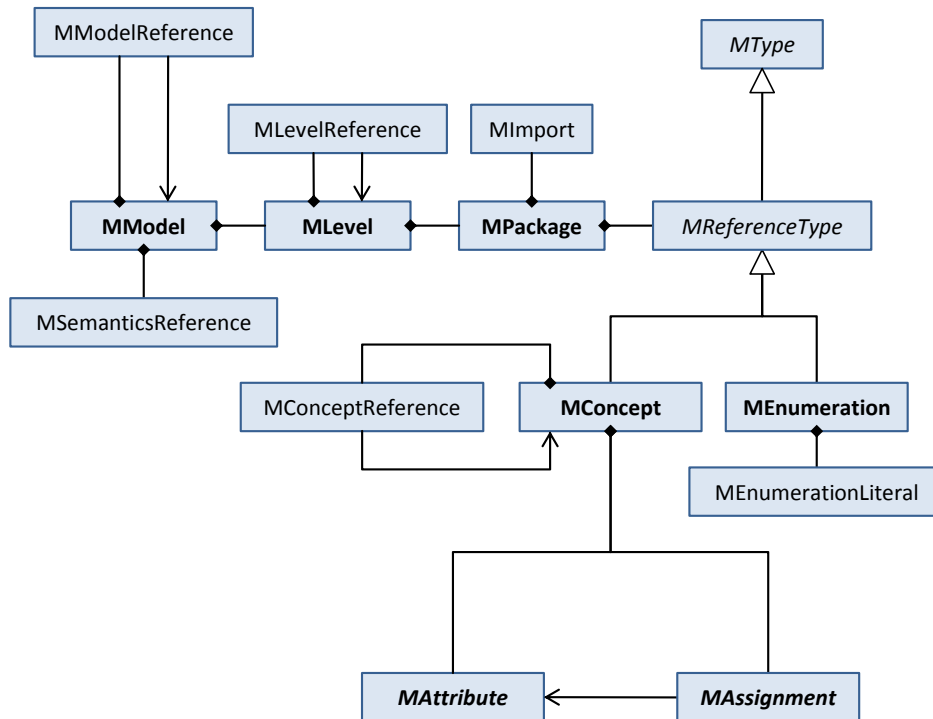 MModelReference
MType
MLevelReference
MImport
MModel
MLevel
MPackage
MReferenceType
MSemanticsReference
MConceptReference
MConcept
MEnumeration
MEnumerationLiteral
MAttribute
MAssignment